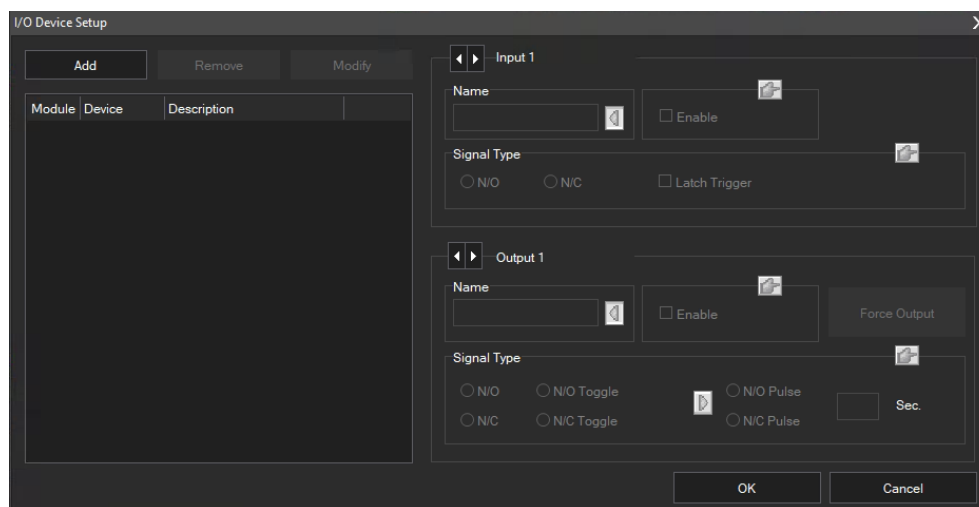 I/O Device Setup
X
Add Remove Modify
Module Device Description
Input 1
Name
Enable
Signal Type
N/O N/C Latch Trigger
Output 1
Name
Enable
Force Output
Signal Type
N/O N/O Toggle N/O Pulse
Sec.
N/C N/C Toggle N/C Pulse
OK Cancel